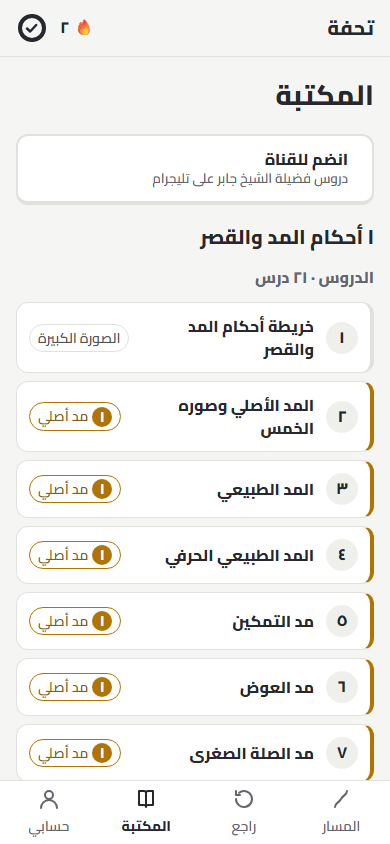 تحفة
٢
المكتبة
انضم للقناة
دروس فضيلة الشيخ جابر على تليجرام
١ أحكام المد والقصر
الدروس · ٢١ درس
١
خريطة أحكام المد
والقصر
الصورة الكبيرة
٢
المد الأصلي وصوره
الخمس
١ مد أصلي
٣
المد الطبيعي
١ مد أصلي
٤
المد الطبيعي الحرفي
١ مد أصلي
٥
مد التمكين
١ مد أصلي
٦
مد العوض
١ مد أصلي
٧
مد الصلة الصغرى
١ مد أصلي
المسار
راجع
المكتبة
حسابي